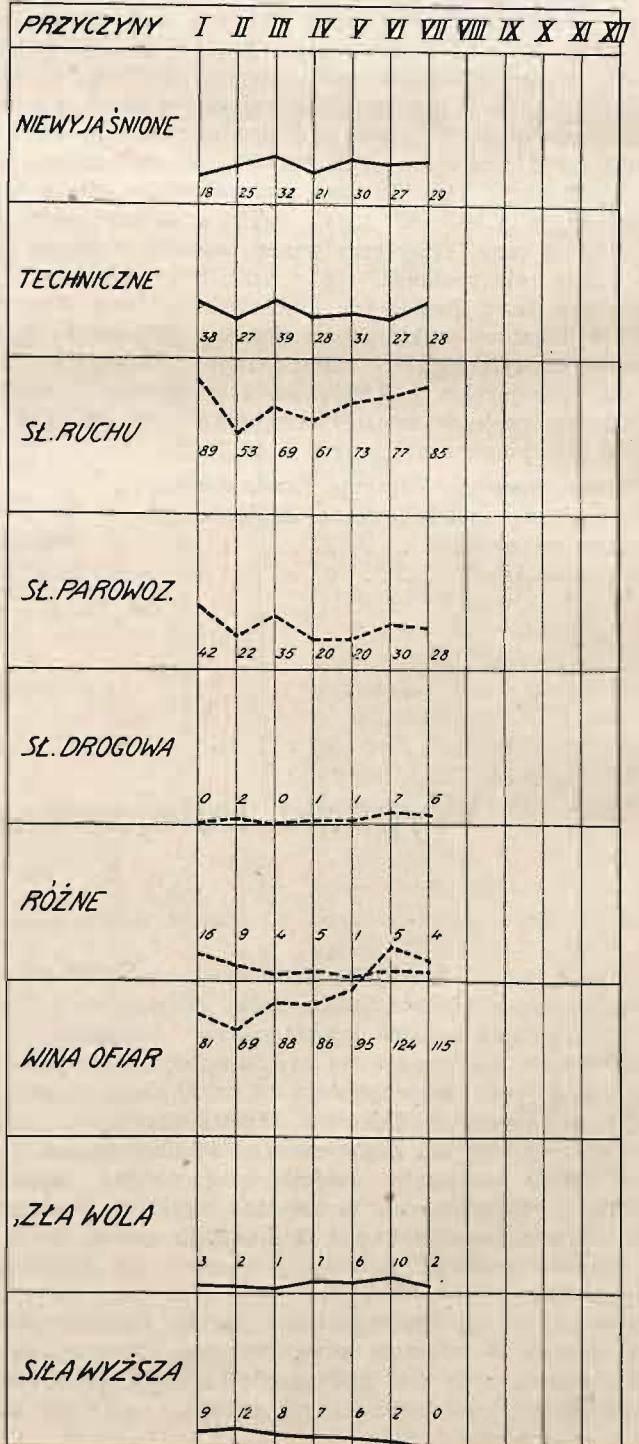 PRZYCZYNY I II III IV V VI VII VIII IX X XI XII
NIEWYJAŚNIONE
18 25 32 21 30 27 29
TECHNICZNE
38 27 39 28 31 27 28
SŁ. RUCHU
89 53 69 61 73 77 85
SŁ. PAROWOZ.
42 22 35 20 20 30 28
SŁ. DROGOWA
0 2 0 1 1 7 6
RÓŻNE
16 9 4 5 1 5 4
WINA OFIAR
81 69 88 86 95 124 115
ZŁA WOLA
3 2 1 7 6 10 2
SIŁA WYŻSZA
9 12 8 7 6 2 0